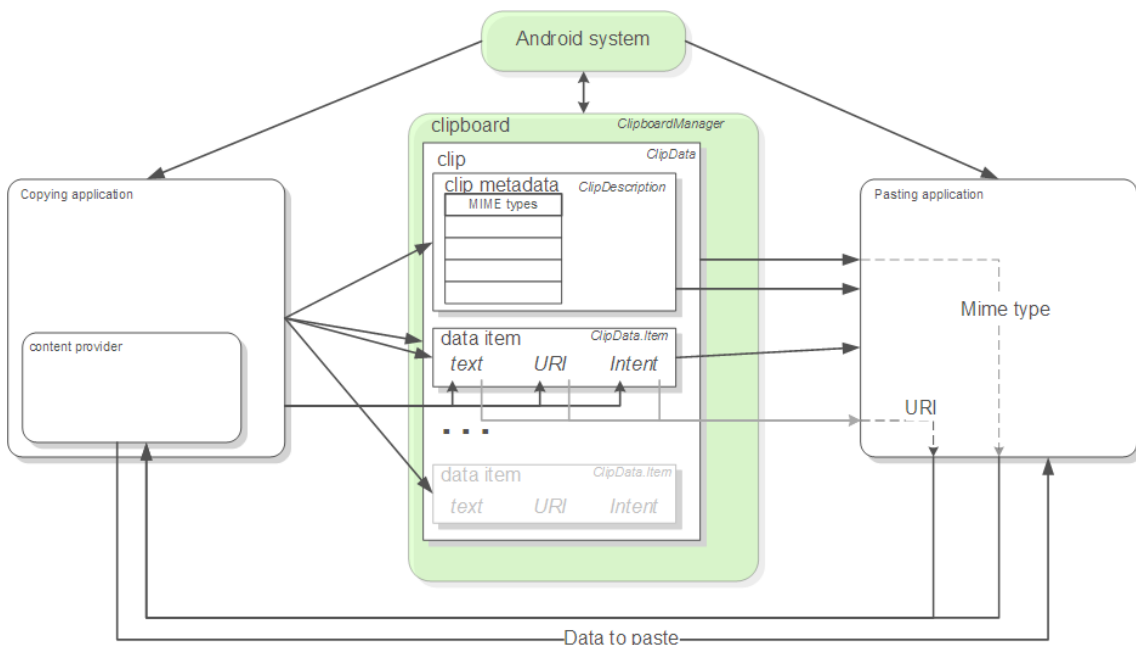 Android system
clipboard
ClipboardManager
clip
ClipData
clip metadata
ClipDescription
MIME types
Copying application
Pasting application
Mime type
content provider
data item
ClipData.Item
text URI Intent
URI
. . .
data item
ClipData.Item
text URI Intent
Data to paste